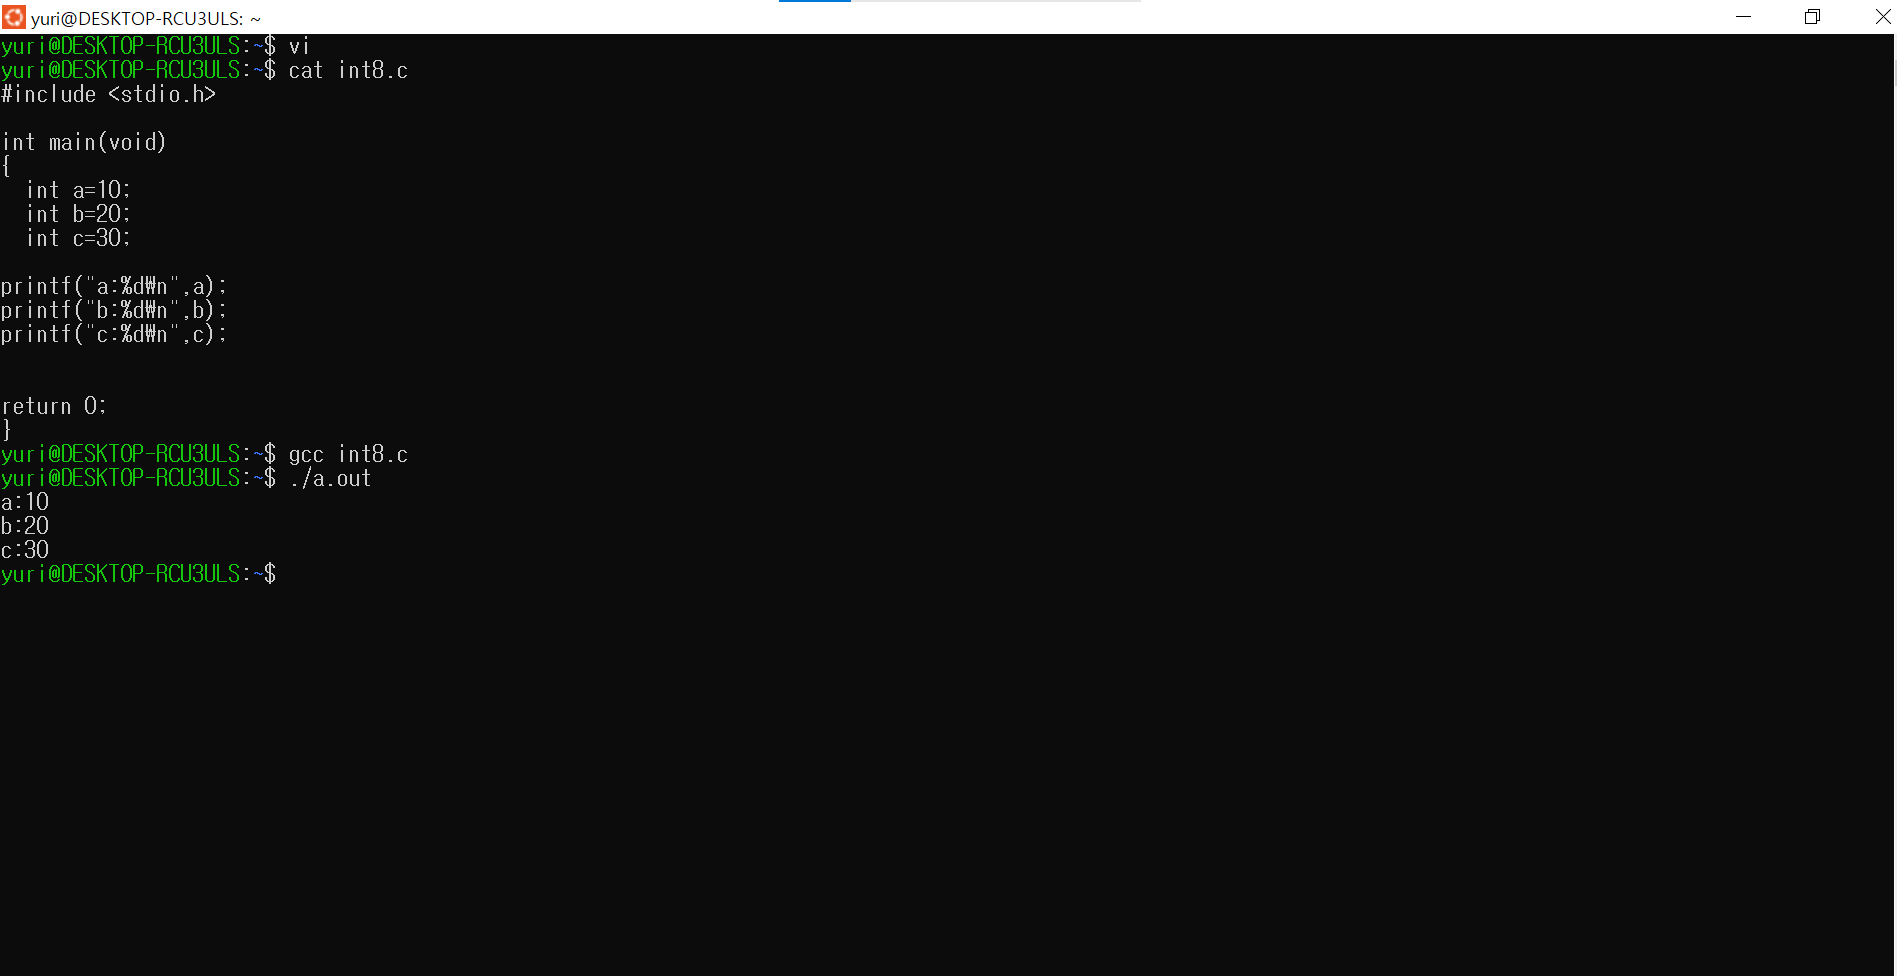 yuri@DESKTOP-RCU3ULS: ~
yuri@DESKTOP-RCU3ULS:~$ vi
yuri@DESKTOP-RCU3ULS:~$ cat int8.c
#include <stdio.h>
int main(void)
{
  int a=10;
  int b=20;
  int c=30;
printf("a:%d₩n",a);
printf("b:%d₩n",b);
printf("c:%d₩n",c);
return 0;
}
yuri@DESKTOP-RCU3ULS:~$ gcc int8.c
yuri@DESKTOP-RCU3ULS:~$ ./a.out
a:10
b:20
c:30
yuri@DESKTOP-RCU3ULS:~$